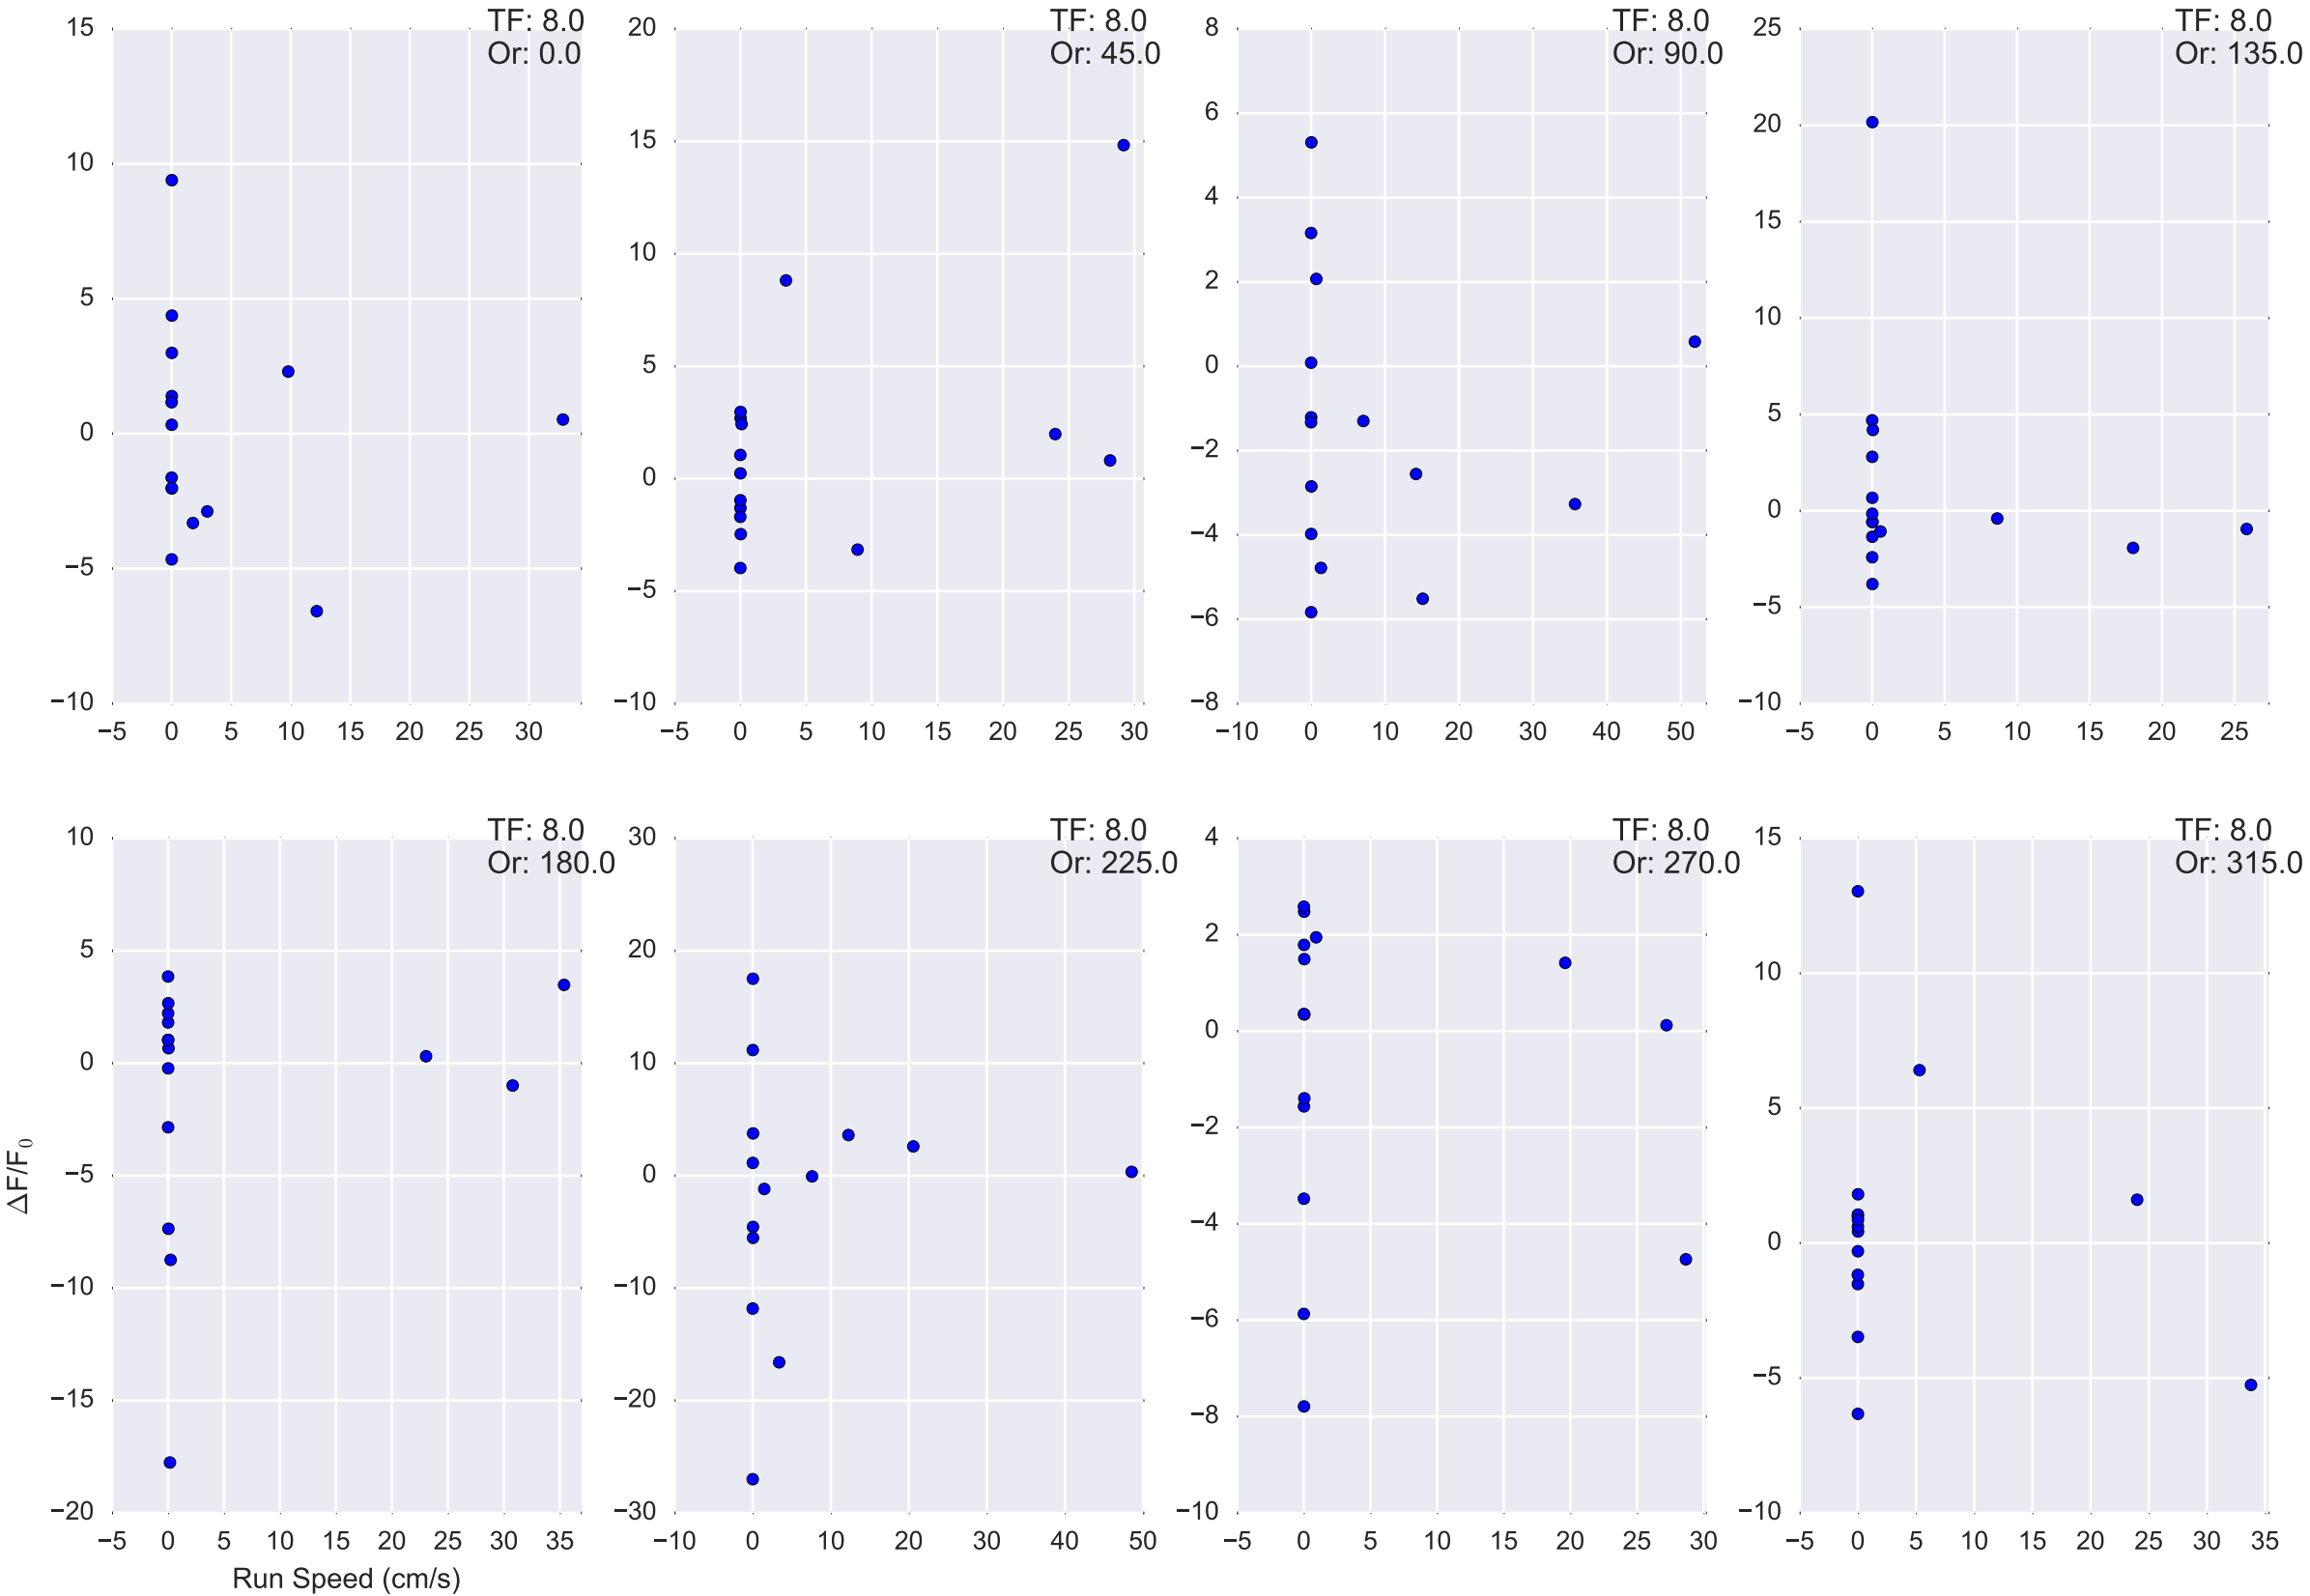 TF: 8.0
Or: 0.0
15
10
5
0
−5
−10
−5 0 5 10 15 20 25 30
TF: 8.0
Or: 45.0
20
15
10
5
0
−5
−10
−5 0 5 10 15 20 25 30
TF: 8.0
Or: 90.0
8
6
4
2
0
−2
−4
−6
−8
−10 0 10 20 30 40 50
TF: 8.0
Or: 135.0
25
20
15
10
5
0
−5
−10
−5 0 5 10 15 20 25
TF: 8.0
Or: 180.0
10
5
0
−5
−10
−15
−20
ΔF/F₀
−5 0 5 10 15 20 25 30 35
Run Speed (cm/s)
TF: 8.0
Or: 225.0
30
20
10
0
−10
−20
−30
−10 0 10 20 30 40 50
TF: 8.0
Or: 270.0
4
2
0
−2
−4
−6
−8
−10
−5 0 5 10 15 20 25 30
TF: 8.0
Or: 315.0
15
10
5
0
−5
−10
−5 0 5 10 15 20 25 30 35